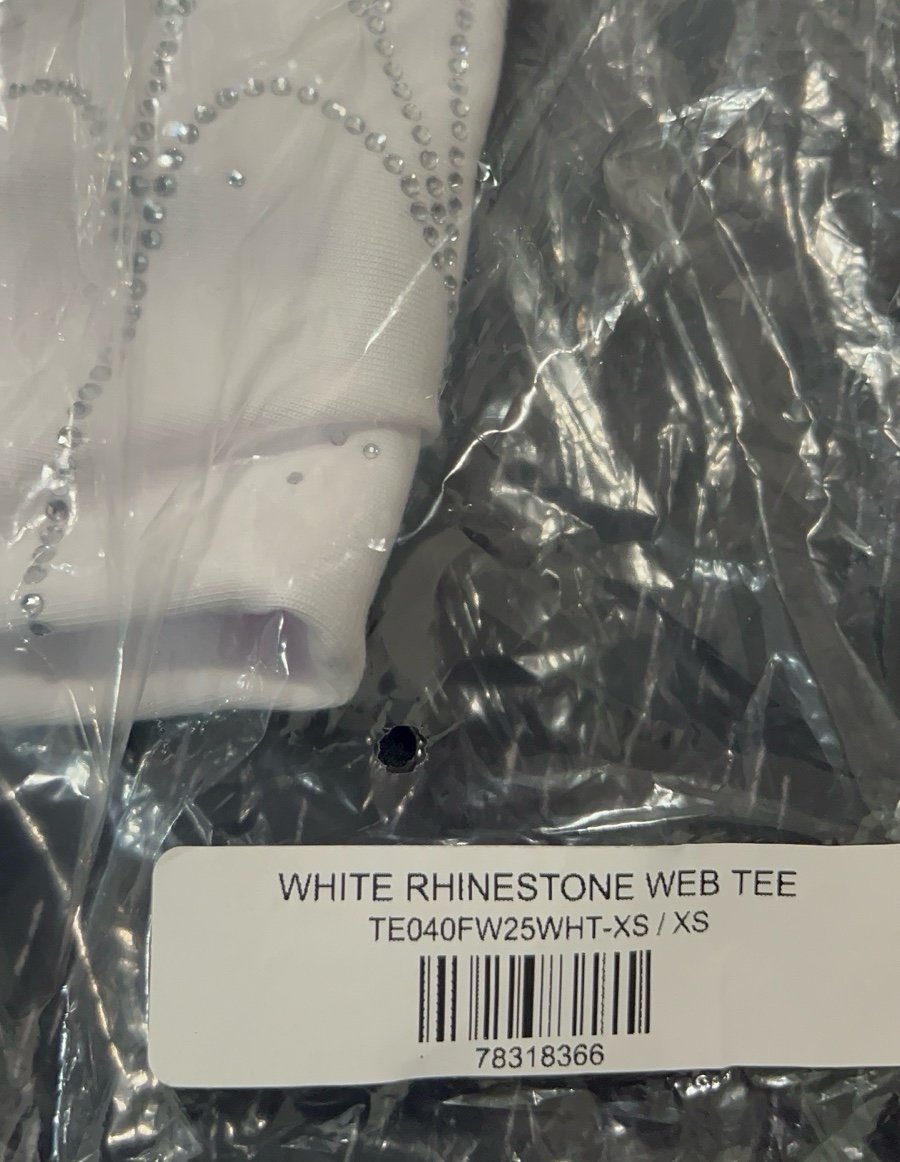 WHITE RHINESTONE WEB TEE
TE040FW25WHT-XS / XS
78318366